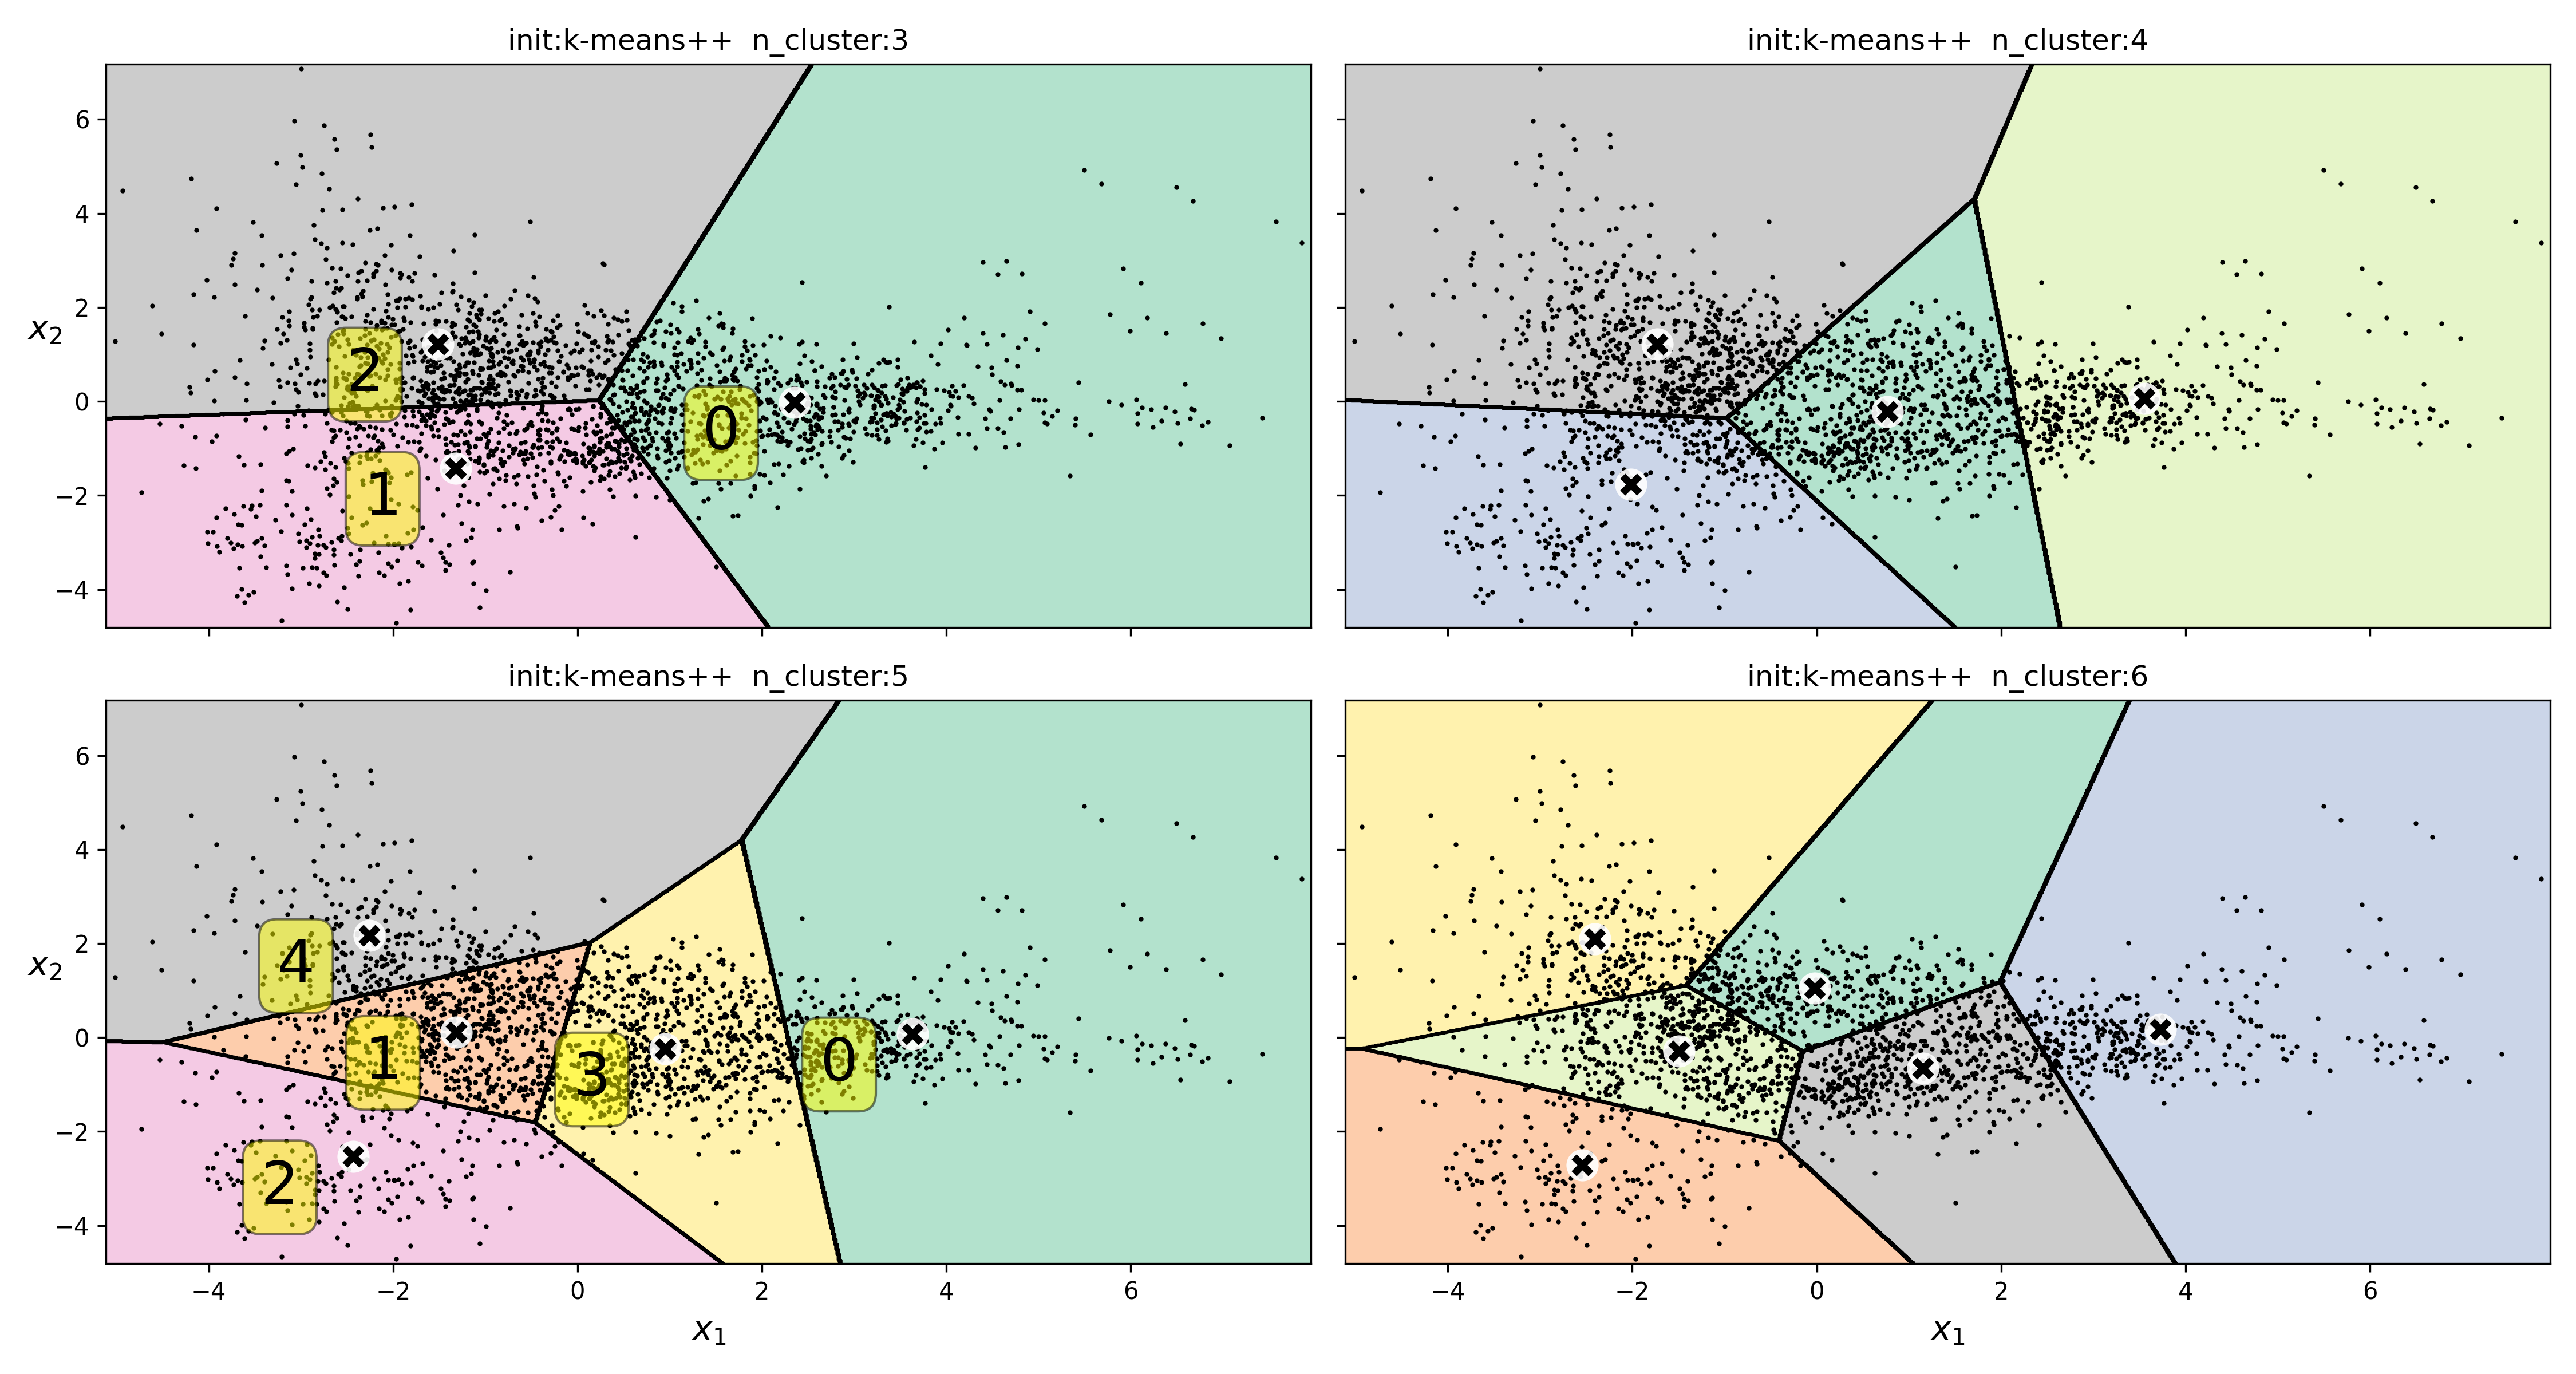 init:k-means++ n_cluster:3
init:k-means++ n_cluster:4
6
4
2
0
−2
−4
x₂
2
1
0
init:k-means++ n_cluster:5
init:k-means++ n_cluster:6
6
4
2
0
−2
−4
x₂
4
1
3
0
2
−4 −2 0 2 4 6
−4 −2 0 2 4 6
x₁
x₁